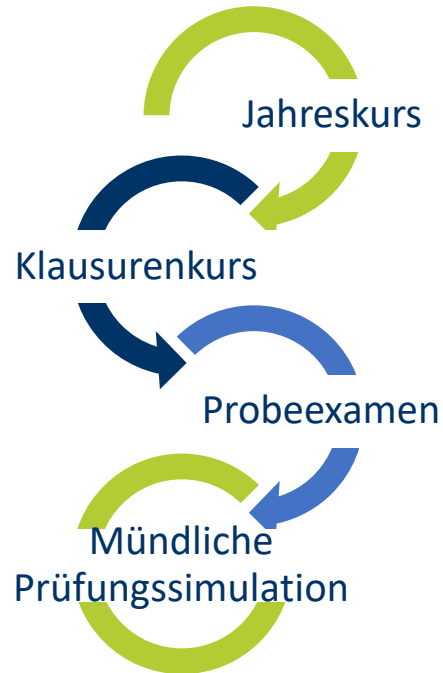 Jahreskurs
Klausurenkurs
Probeexamen
Mündliche
Prüfungssimulation